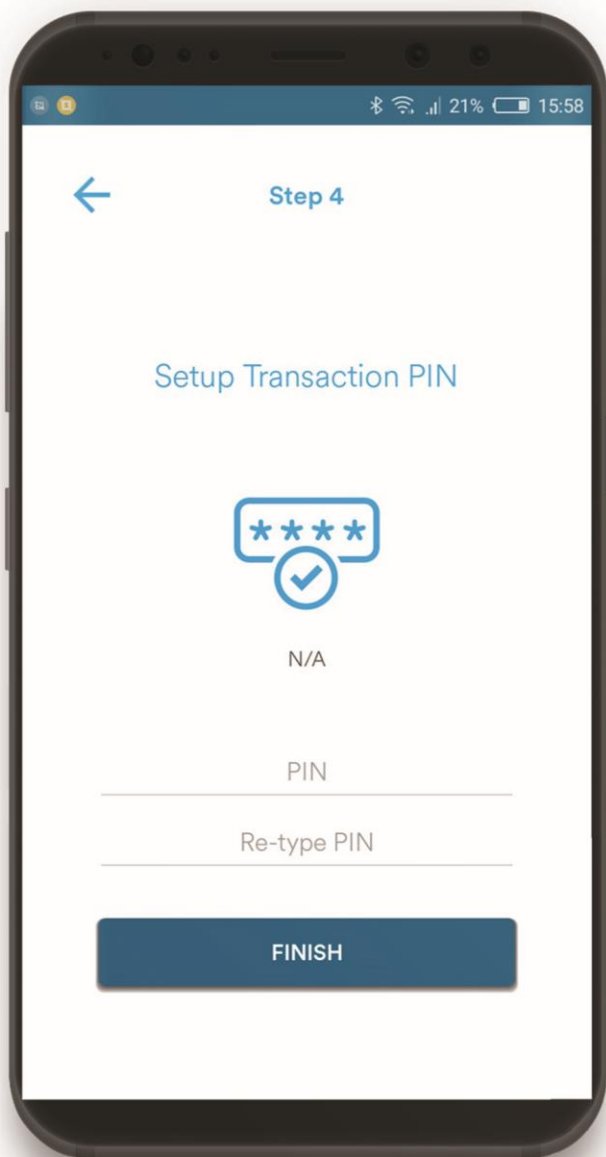 21% 15:58
Step 4
Setup Transaction PIN
****
N/A
PIN
Re-type PIN
FINISH